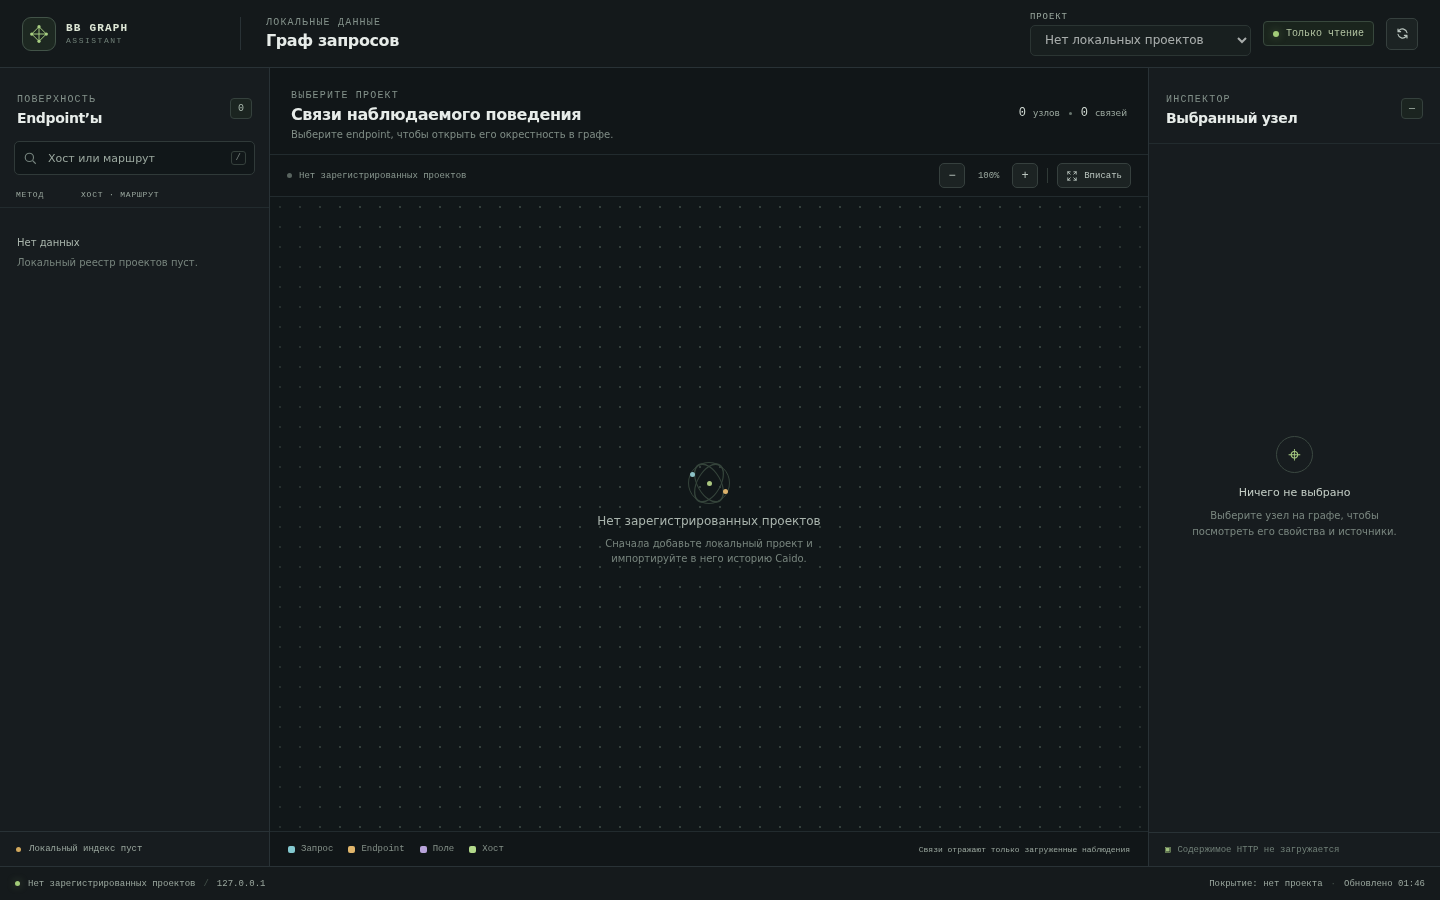 BB GRAPH
ASSISTANT
ЛОКАЛЬНЫЕ ДАННЫЕ
Граф запросов
ПРОЕКТ
Нет локальных проектов
Только чтение
ПОВЕРХНОСТЬ
Endpoint’ы
0
Хост или маршрут
/
МЕТОД
ХОСТ · МАРШРУТ
Нет данных
Локальный реестр проектов пуст.
Локальный индекс пуст
ВЫБЕРИТЕ ПРОЕКТ
Связи наблюдаемого поведения
Выберите endpoint, чтобы открыть его окрестность в графе.
0 узлов • 0 связей
Нет зарегистрированных проектов
− 100% +
Вписать
Нет зарегистрированных проектов
Сначала добавьте локальный проект и
импортируйте в него историю Caido.
Запрос
Endpoint
Поле
Хост
Связи отражают только загруженные наблюдения
ИНСПЕКТОР
Выбранный узел
—
Ничего не выбрано
Выберите узел на графе, чтобы
посмотреть его свойства и источники.
Содержимое HTTP не загружается
Нет зарегистрированных проектов / 127.0.0.1
Покрытие: нет проекта · Обновлено 01:46